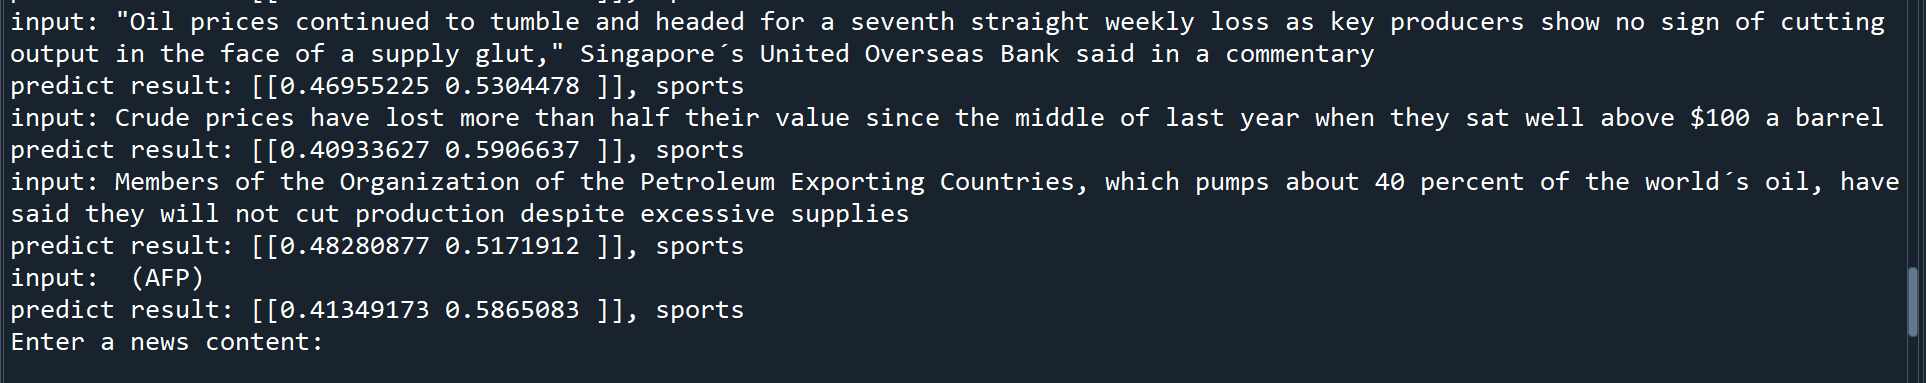 input: "Oil prices continued to tumble and headed for a seventh straight weekly loss as key producers show no sign of cutting
output in the face of a supply glut," Singapore´s United Overseas Bank said in a commentary
predict result: [[0.46955225 0.5304478 ]], sports
input: Crude prices have lost more than half their value since the middle of last year when they sat well above $100 a barrel
predict result: [[0.40933627 0.5906637 ]], sports
input: Members of the Organization of the Petroleum Exporting Countries, which pumps about 40 percent of the world´s oil, have
said they will not cut production despite excessive supplies
predict result: [[0.48280877 0.5171912 ]], sports
input:  (AFP)
predict result: [[0.41349173 0.5865083 ]], sports
Enter a news content: